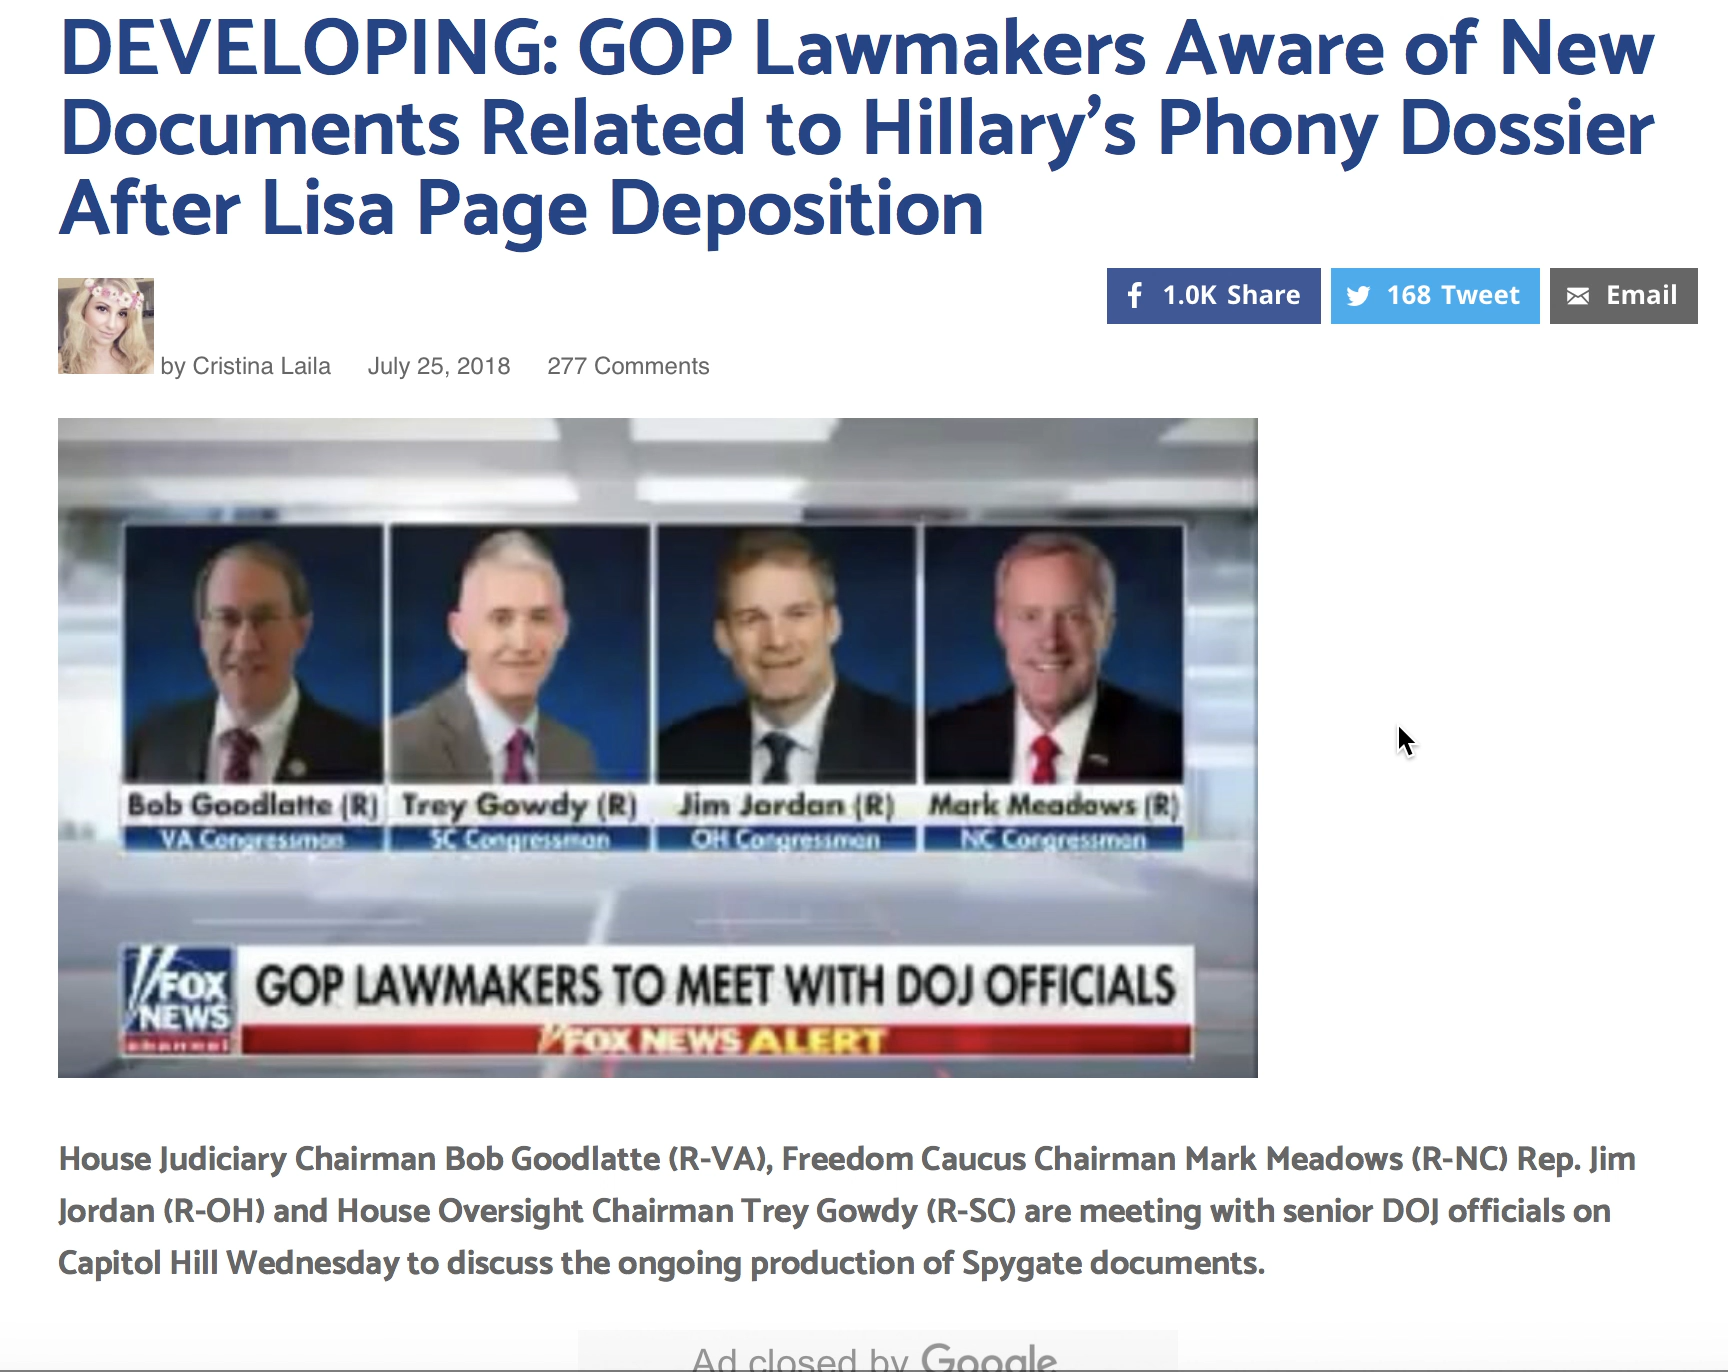 DEVELOPING: GOP Lawmakers Aware of New
Documents Related to Hillary’s Phony Dossier
After Lisa Page Deposition
1.0K Share
168 Tweet
Email
by Cristina Laila July 25, 2018 277 Comments
Bob Goodlatte (R) Trey Gowdy (R) Jim Jordan (R) Mark Meadows (R)
VA Congressman SC Congressman OH Congressman NC Congressman
FOX
NEWS
channel
GOP LAWMAKERS TO MEET WITH DOJ OFFICIALS
FOX NEWS ALERT
House Judiciary Chairman Bob Goodlatte (R-VA), Freedom Caucus Chairman Mark Meadows (R-NC) Rep. Jim
Jordan (R-OH) and House Oversight Chairman Trey Gowdy (R-SC) are meeting with senior DOJ officials on
Capitol Hill Wednesday to discuss the ongoing production of Spygate documents.
Ad closed by Google